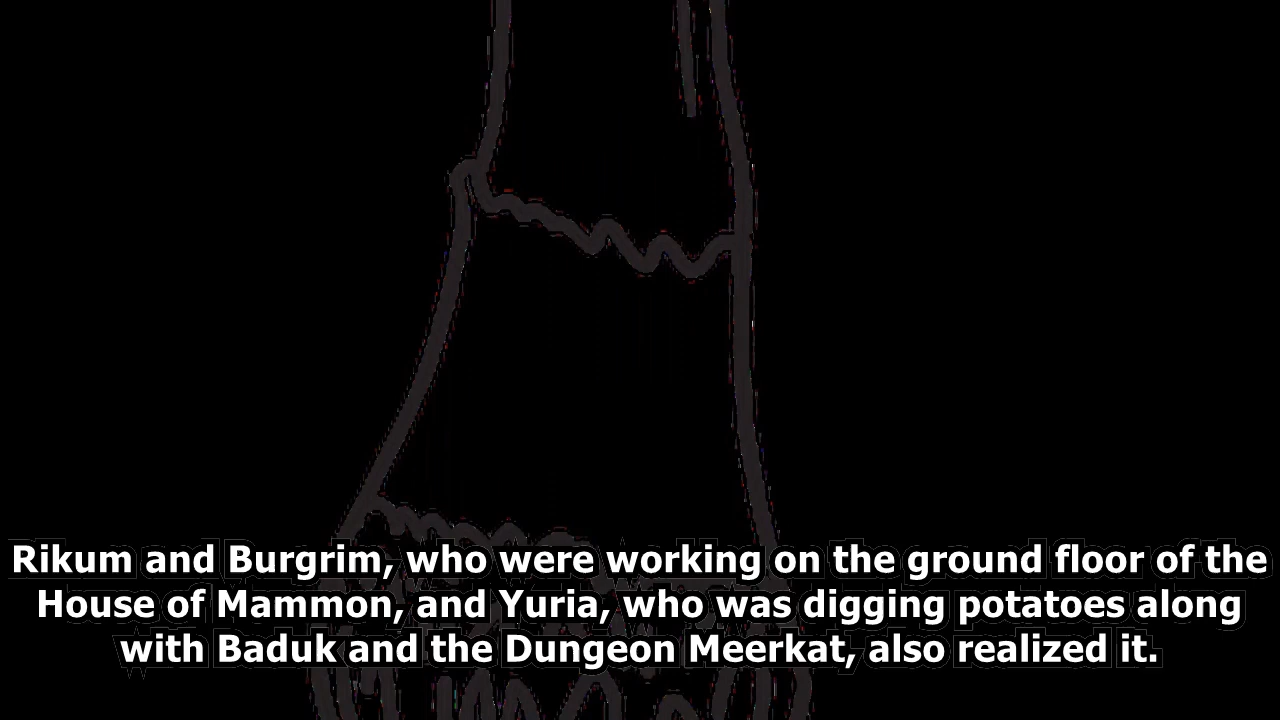 Rikum and Burgrim, who were working on the ground floor of the
House of Mammon, and Yuria, who was digging potatoes along
with Baduk and the Dungeon Meerkat, also realized it.